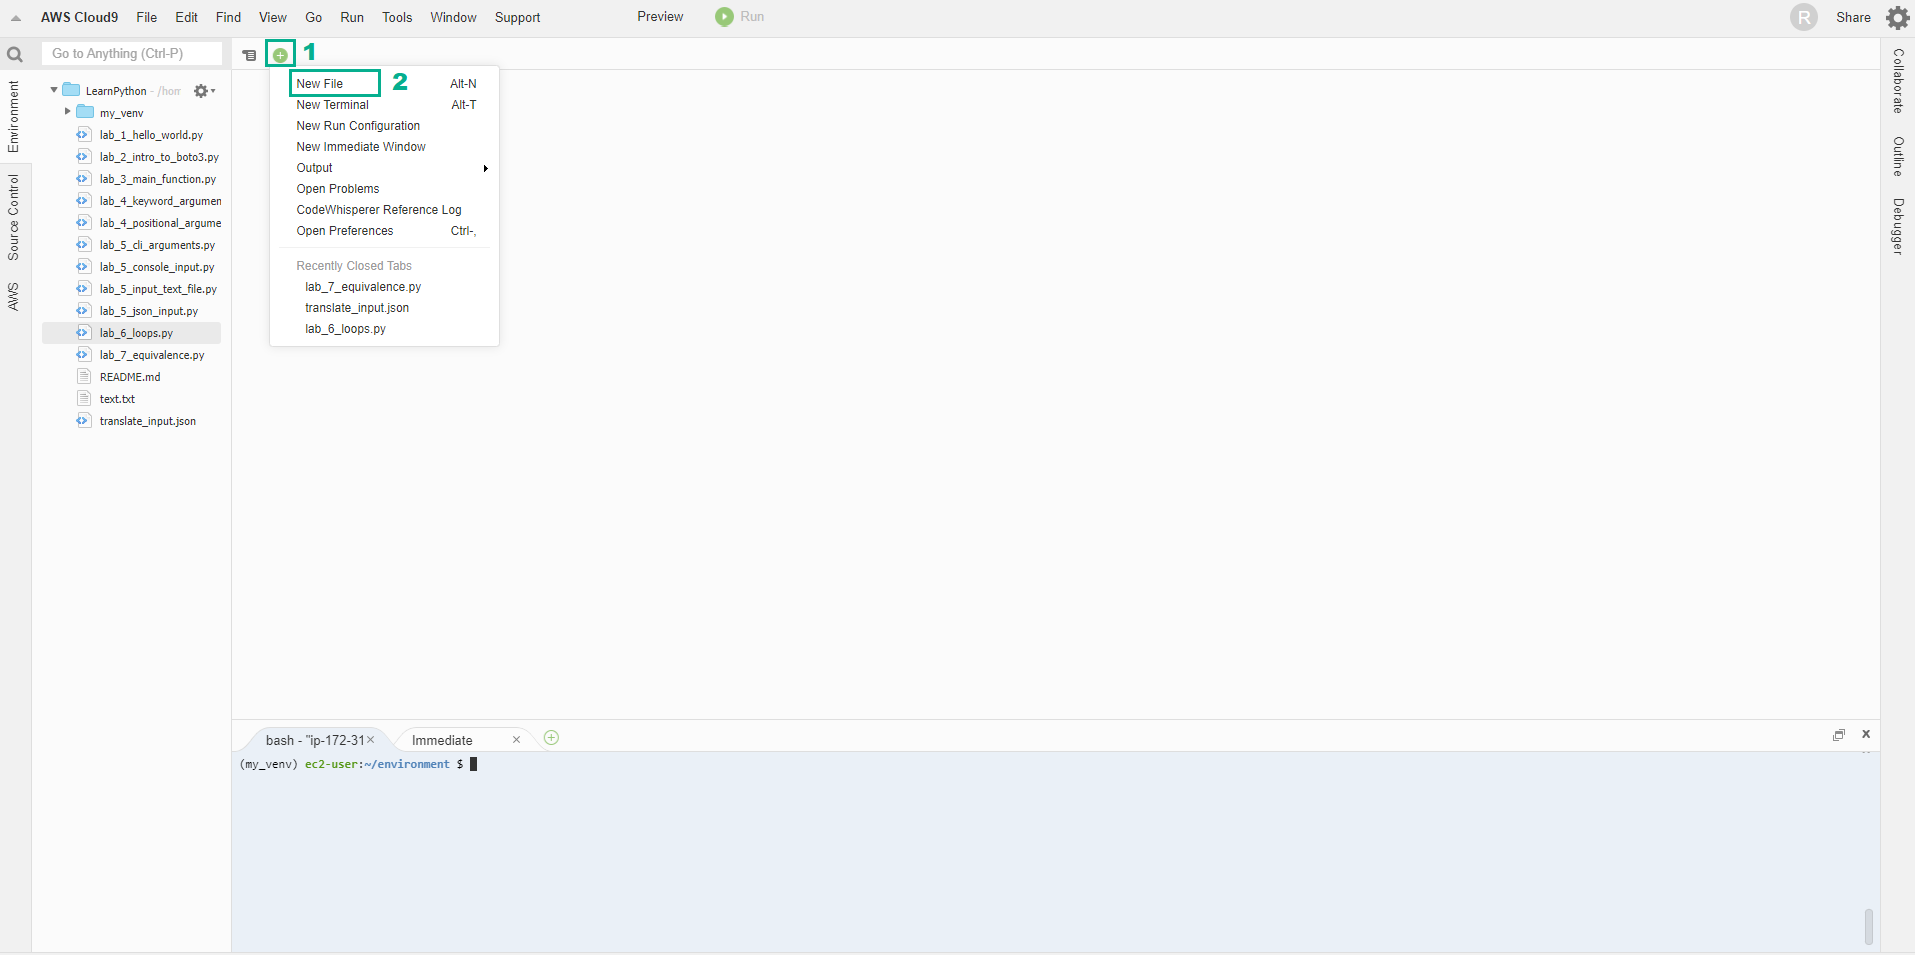 AWS Cloud9 File Edit Find View Go Run Tools Window Support Preview Run R Share
Go to Anything (Ctrl-P)
1
New File Alt-N
2
New Terminal Alt-T
New Run Configuration
New Immediate Window
Output
Open Problems
CodeWhisperer Reference Log
Open Preferences Ctrl-,
Recently Closed Tabs
lab_7_equivalence.py
translate_input.json
lab_6_loops.py
Environment
Source Control
AWS
LearnPython - /hom
my_venv
lab_1_hello_world.py
lab_2_intro_to_boto3.py
lab_3_main_function.py
lab_4_keyword_argumen
lab_4_positional_argume
lab_5_cli_arguments.py
lab_5_console_input.py
lab_5_input_text_file.py
lab_5_json_input.py
lab_6_loops.py
lab_7_equivalence.py
README.md
text.txt
translate_input.json
Collaborate
Outline
Debugger
bash - "ip-172-31 Immediate
(my_venv) ec2-user:~/environment $